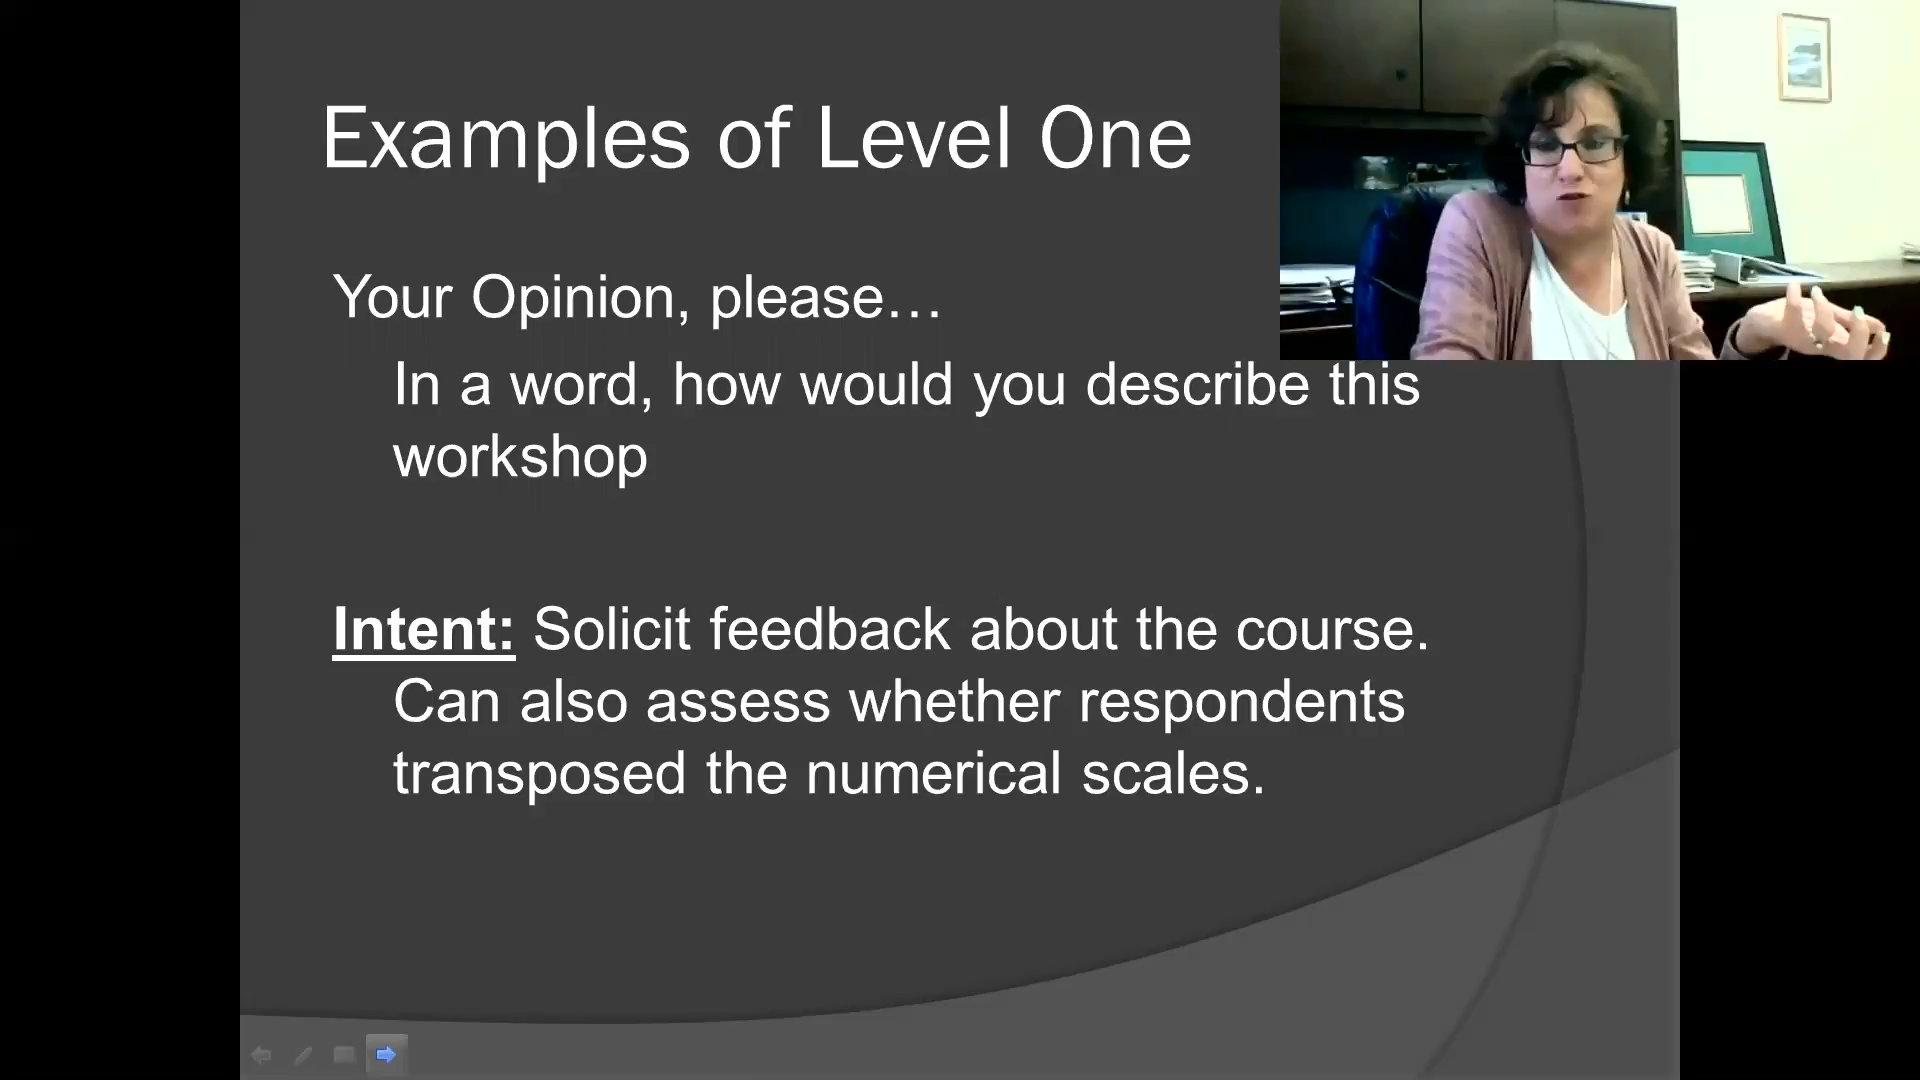 Examples of Level One
Your Opinion, please…
In a word, how would you describe this
workshop
Intent: Solicit feedback about the course.
Can also assess whether respondents
transposed the numerical scales.